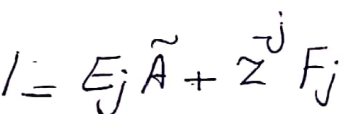 1 = E_j Ã + z^{-j} F_j